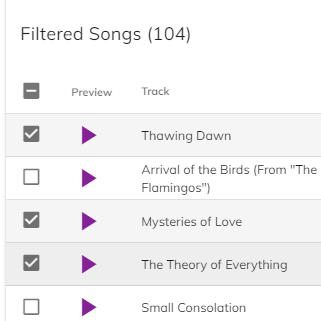 Filtered Songs (104)
Preview Track
Thawing Dawn
Arrival of the Birds (From "The
Flamingos")
Mysteries of Love
The Theory of Everything
Small Consolation